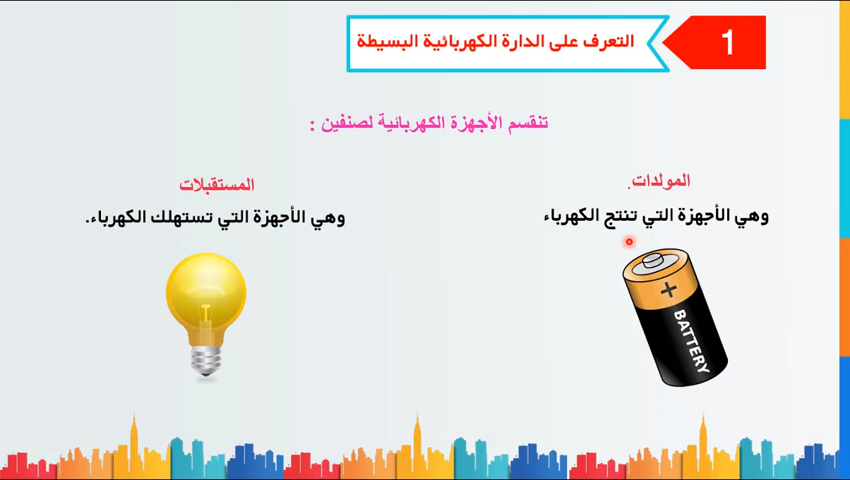 1
التعرف على الدارة الكهربائية البسيطة
تنقسم الأجهزة الكهربائية لصنفين :
المولدات.
وهي الأجهزة التي تنتج الكهرباء
المستقبلات
وهي الأجهزة التي تستهلك الكهرباء.
+
BATTERY